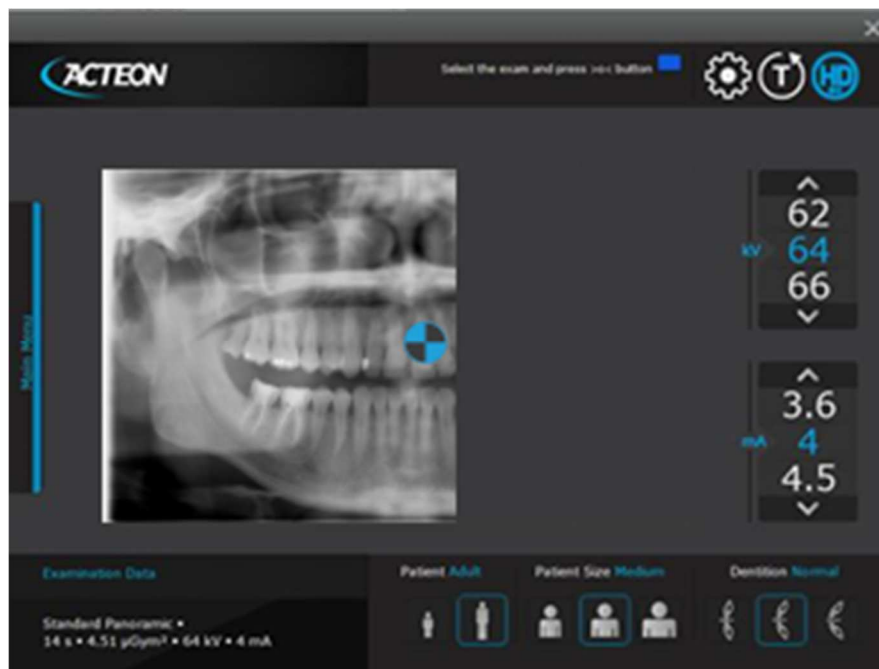 ACTEON
Select the exam and press >o< button
T
HD
62
kV 64
66
Main Menu
3.6
mA 4
4.5
Examination Data
Patient Adult
Patient Size Medium
Dentition Normal
Standard Panoramic •
14 s • 4.51 µGym² • 64 kV • 4 mA